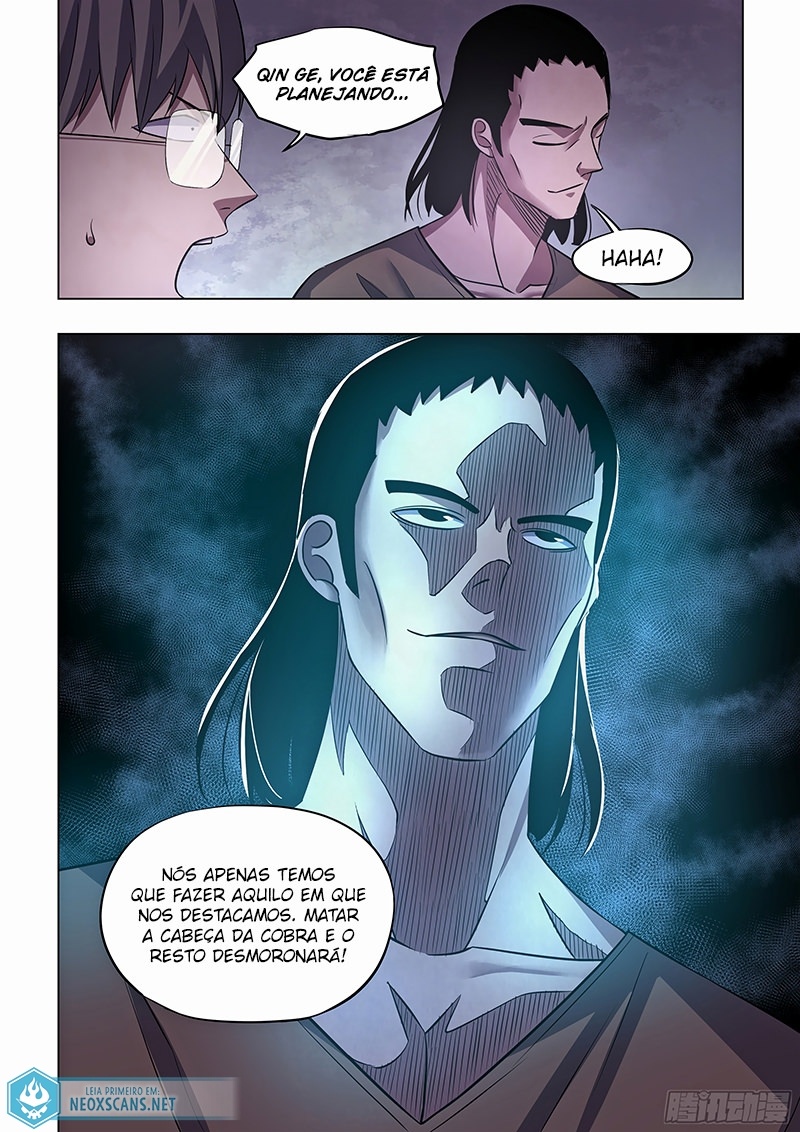 QIN GE, VOCÊ ESTÁ
PLANEJANDO...
HAHA!
NÓS APENAS TEMOS
QUE FAZER AQUILO EM QUE
NOS DESTACAMOS. MATAR
A CABEÇA DA COBRA E O
RESTO DESMORONARÁ!
LEIA PRIMEIRO EM:
NEOXSCANS.NET
腾讯动漫